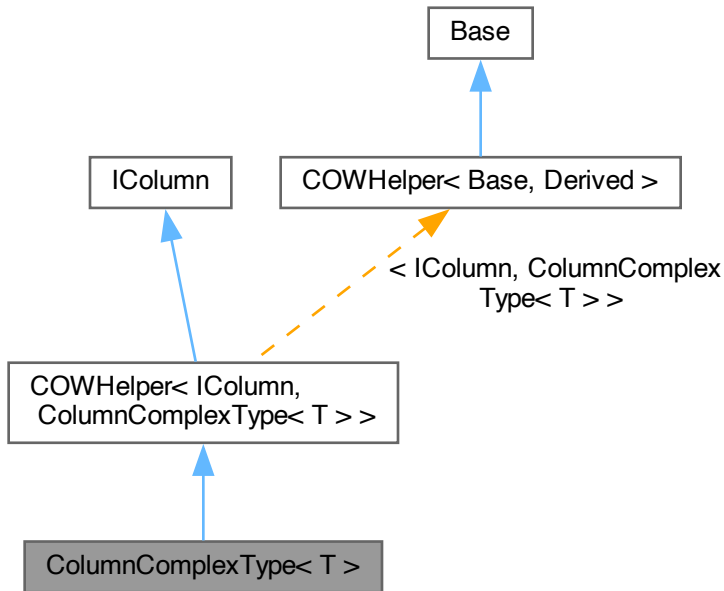 Base
IColumn
COWHelper< Base, Derived >
< IColumn, ColumnComplex
Type< T > >
COWHelper< IColumn,
ColumnComplexType< T > >
ColumnComplexType< T >